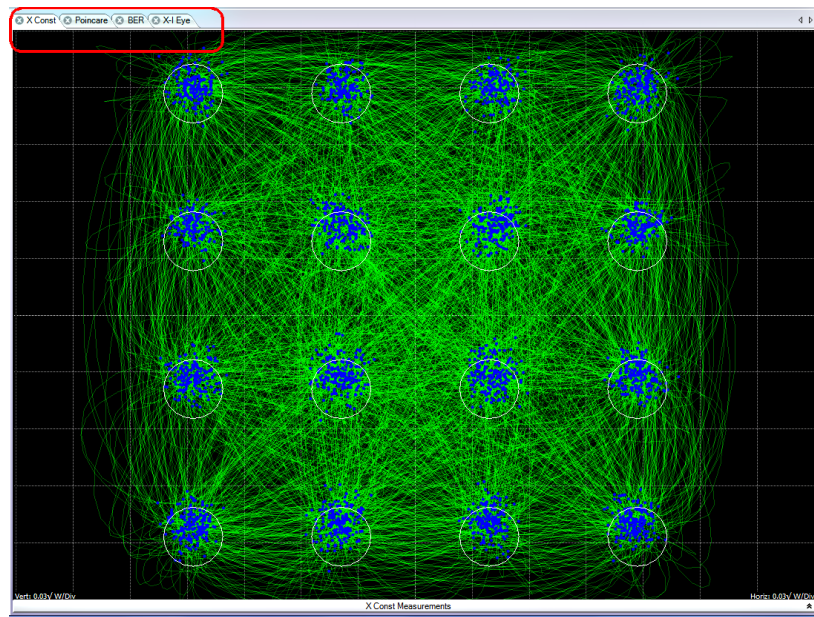 X Const Poincare BER X-I Eye
Vert: 0.03√ W/Div Horiz: 0.03√ W/Div
X Const Measurements